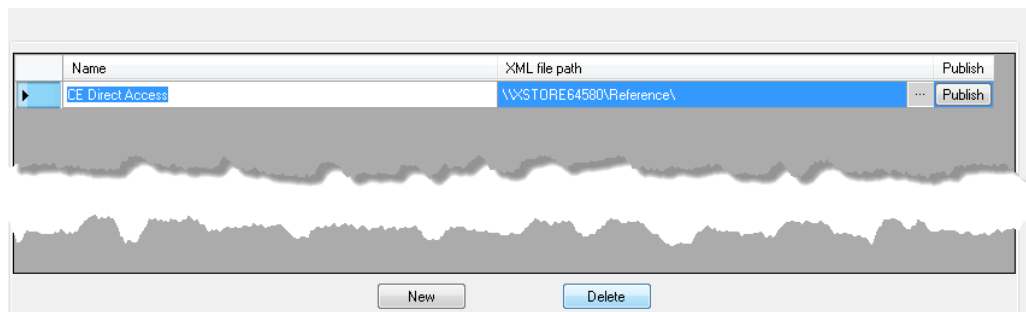 Name XML file path Publish
CE Direct Access \\XSTORE64580\Reference\ ... Publish
New Delete